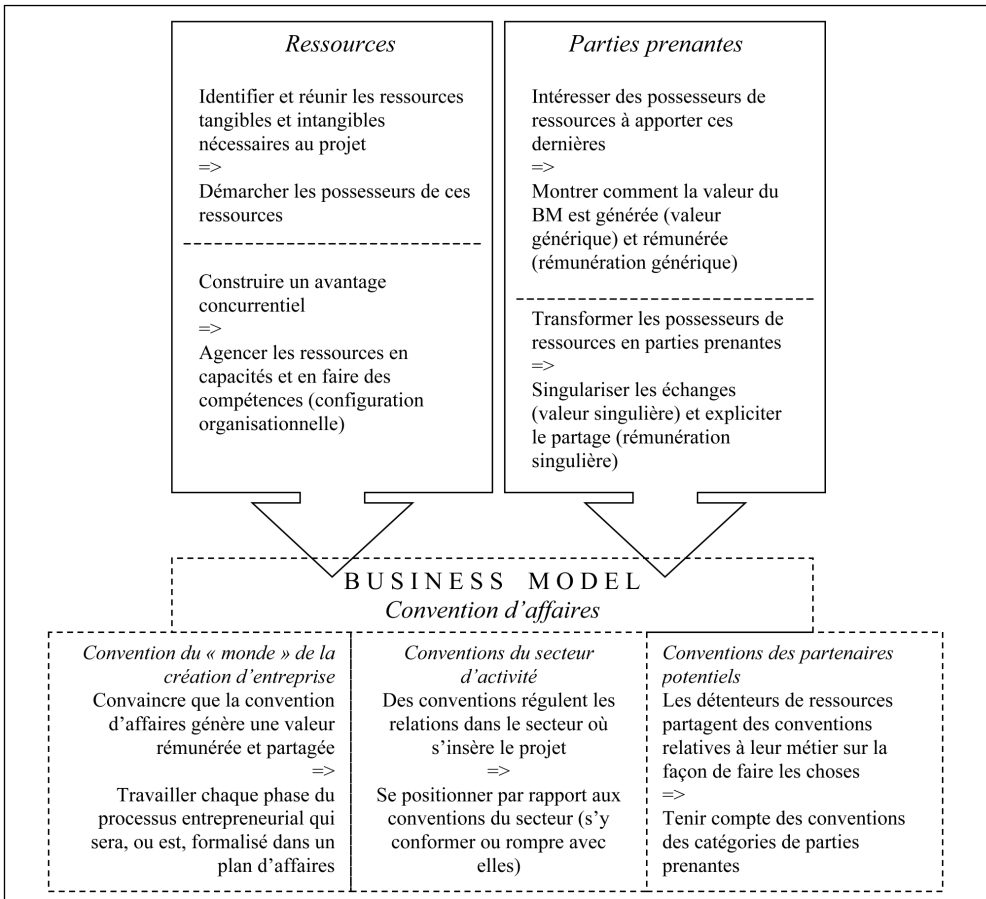 Ressources
Identifier et réunir les ressources
tangibles et intangibles
nécessaires au projet
=>
Démarcher les possesseurs de ces
ressources
Construire un avantage
concurrentiel
=>
Agencer les ressources en
capacités et en faire des
compétences (configuration
organisationnelle)
Parties prenantes
Intéresser des possesseurs de
ressources à apporter ces
dernières
=>
Montrer comment la valeur du
BM est générée (valeur
générique) et rémunérée
(rémunération générique)
Transformer les possesseurs de
ressources en parties prenantes
=>
Singulariser les échanges
(valeur singulière) et expliciter
le partage (rémunération
singulière)
BUSINESS MODEL
Convention d’affaires
Convention du « monde » de la
création d’entreprise
Convaincre que la convention
d’affaires génère une valeur
rémunérée et partagée
=>
Travailler chaque phase du
processus entrepreneurial qui
sera, ou est, formalisé dans un
plan d’affaires
Conventions du secteur
d’activité
Des conventions régulent les
relations dans le secteur où
s’insère le projet
=>
Se positionner par rapport aux
conventions du secteur (s’y
conformer ou rompre avec
elles)
Conventions des partenaires
potentiels
Les détenteurs de ressources
partagent des conventions
relatives à leur métier sur la
façon de faire les choses
=>
Tenir compte des conventions
des catégories de parties
prenantes